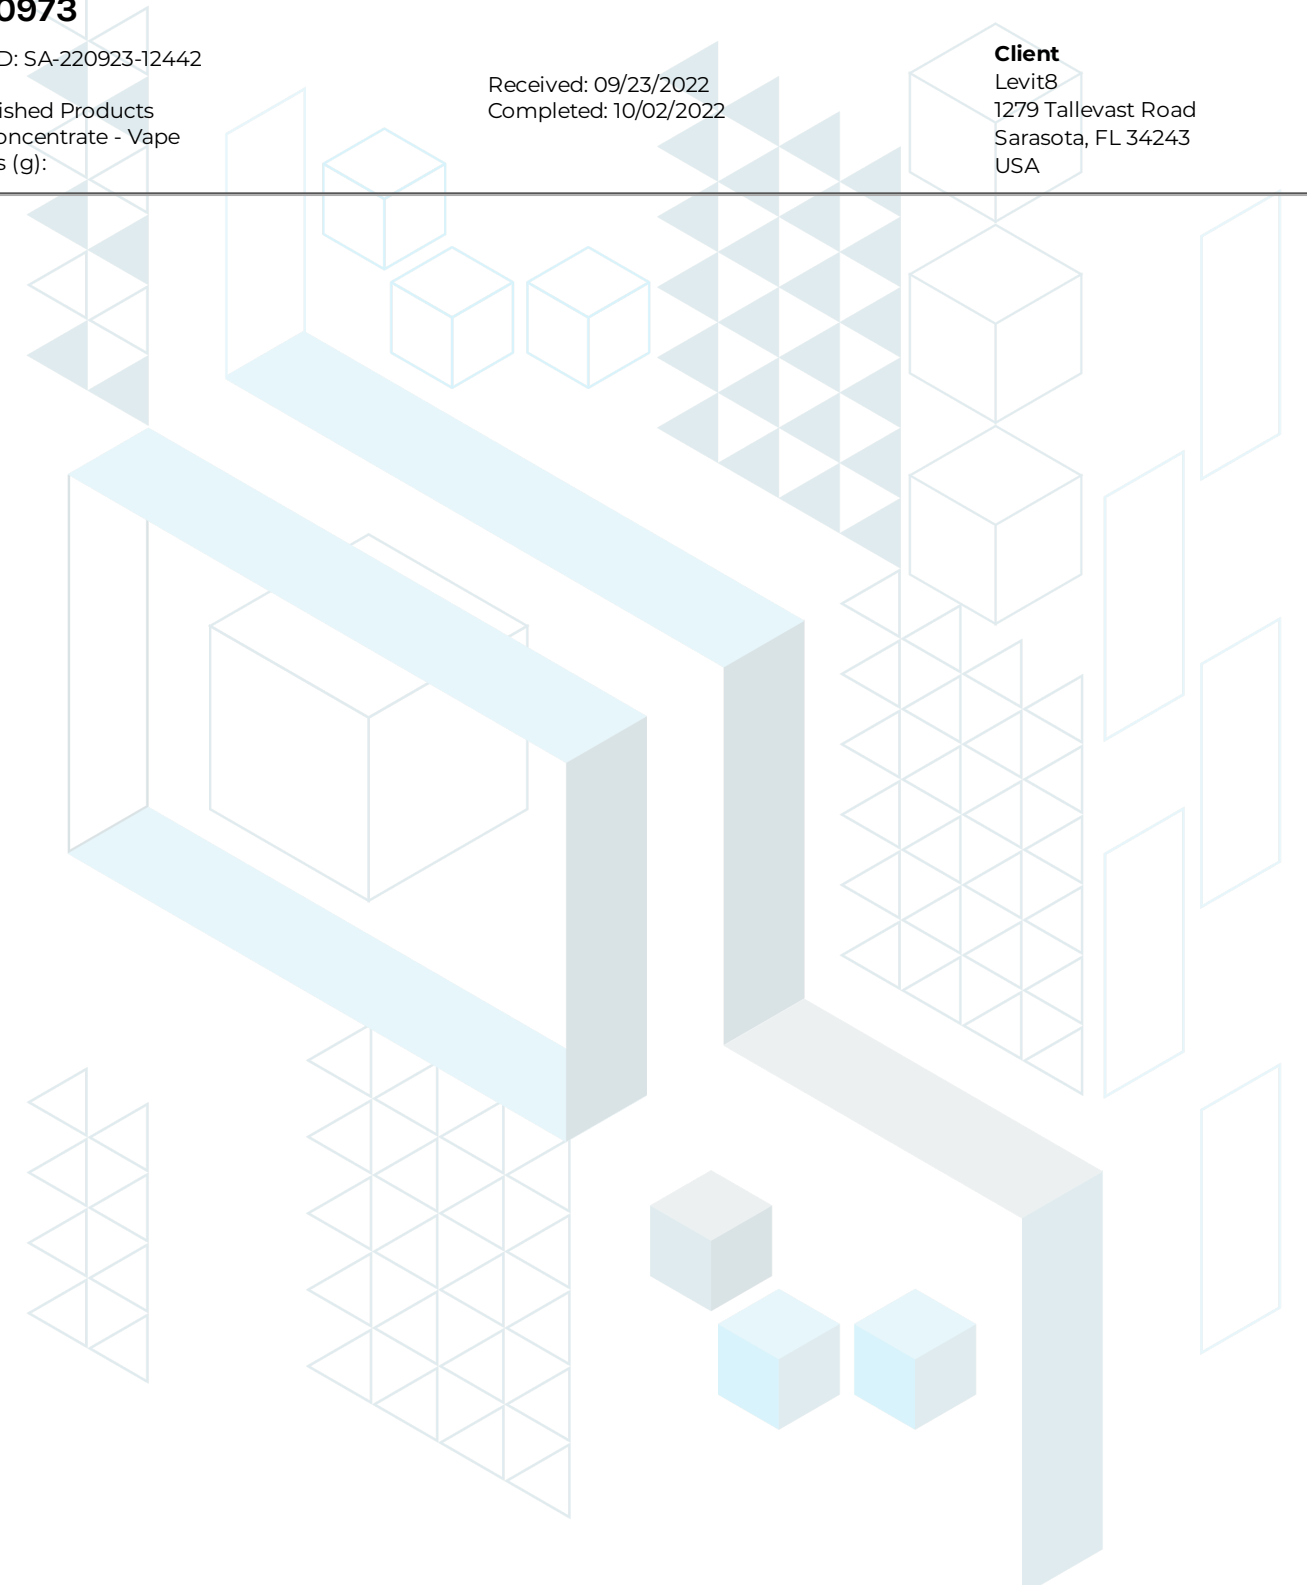 0973
D: SA-220923-12442
ished Products
oncentrate - Vape
s (g):
Received: 09/23/2022
Completed: 10/02/2022
Client
Levit8
1279 Tallevast Road
Sarasota, FL 34243
USA